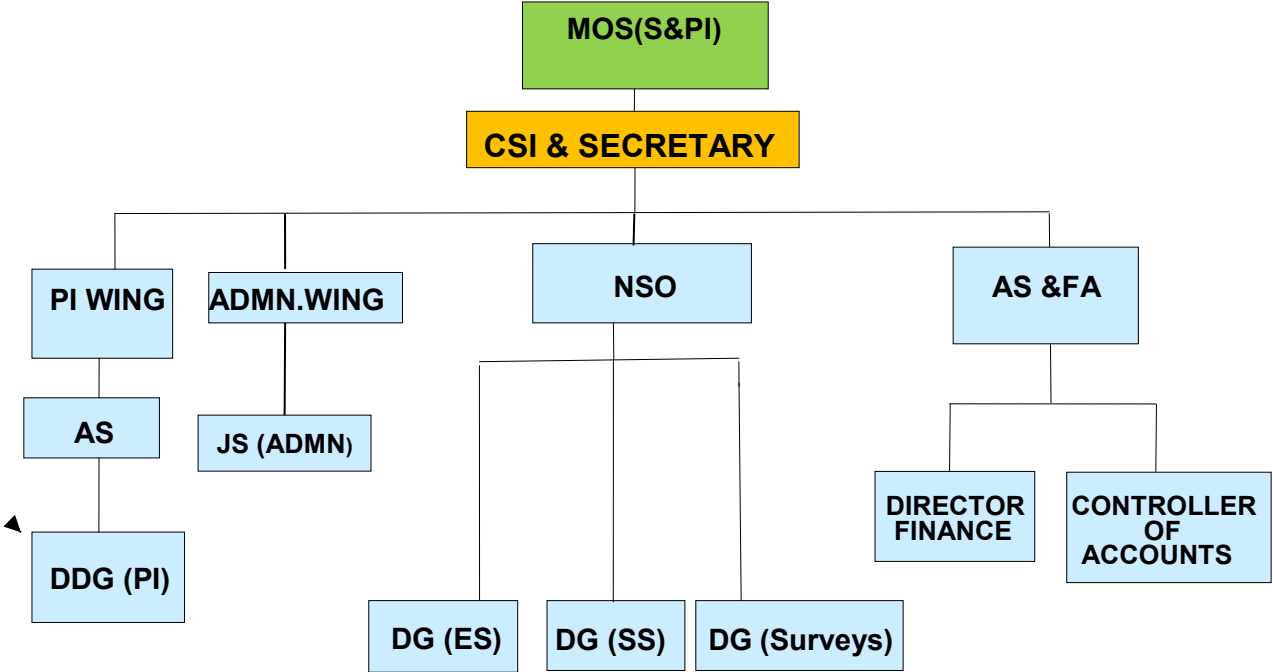 MOS(S&PI)
CSI & SECRETARY
PI WING
ADMN.WING
NSO
AS &FA
AS
JS (ADMN)
DIRECTOR
FINANCE
CONTROLLER
OF
ACCOUNTS
DDG (PI)
DG (ES)
DG (SS)
DG (Surveys)